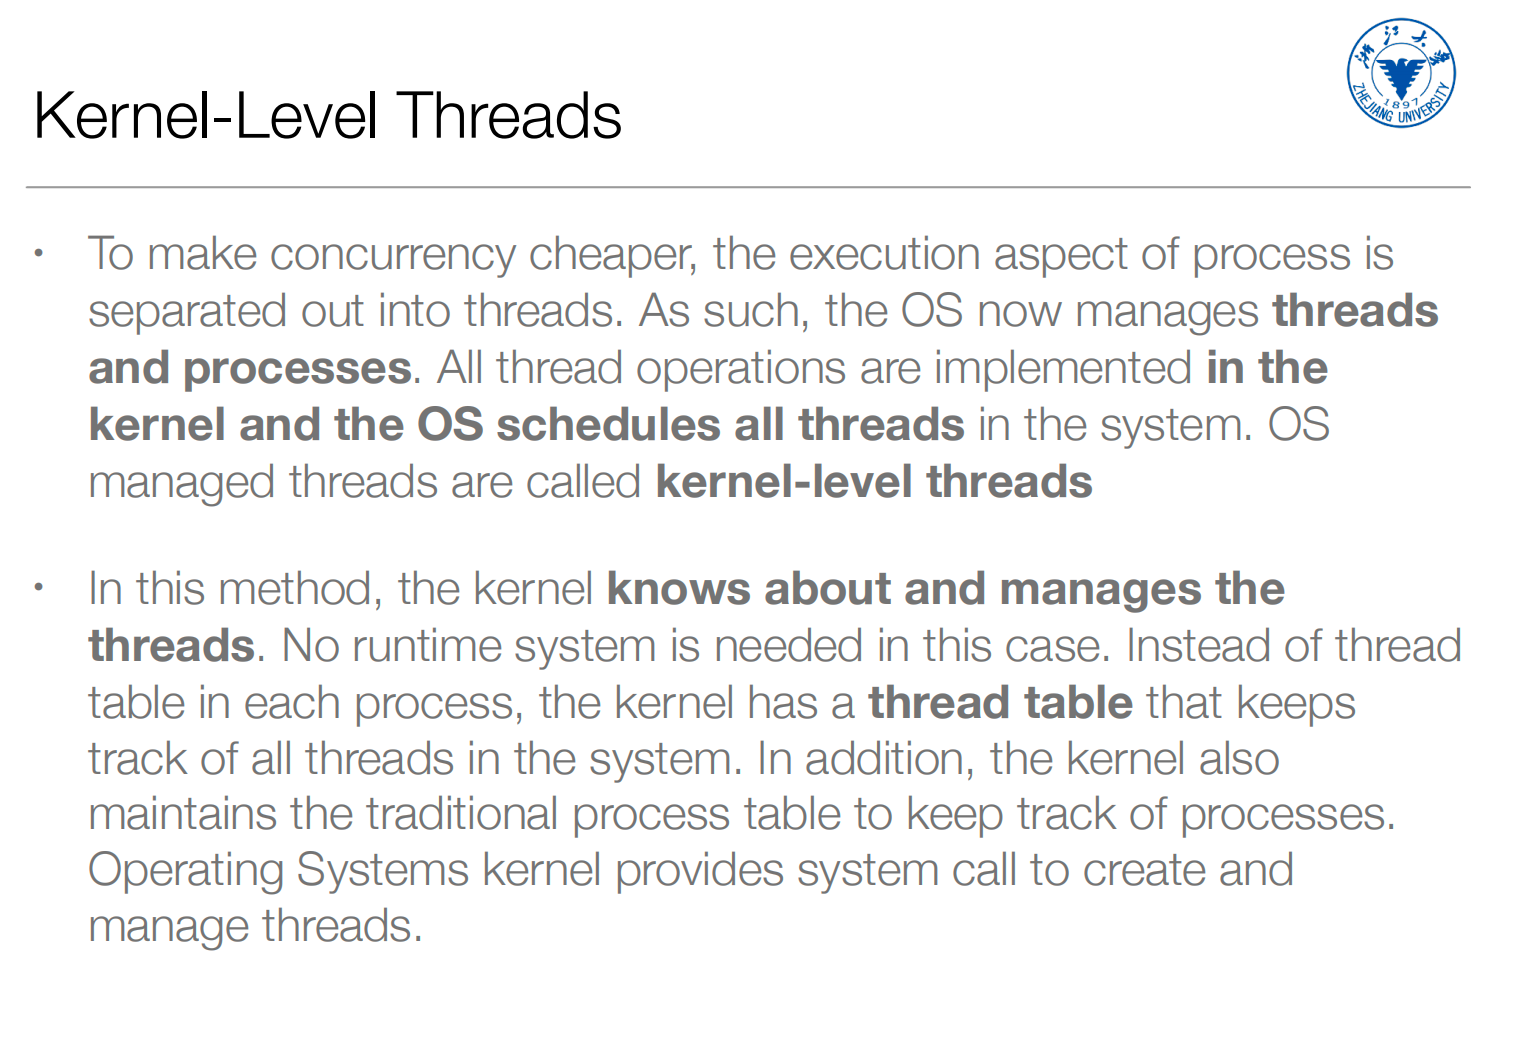 浙江大学
ZHEJIANG UNIVERSITY
1897
Kernel-Level Threads
• To make concurrency cheaper, the execution aspect of process is
separated out into threads. As such, the OS now manages threads
and processes. All thread operations are implemented in the
kernel and the OS schedules all threads in the system. OS
managed threads are called kernel-level threads
• In this method, the kernel knows about and manages the
threads. No runtime system is needed in this case. Instead of thread
table in each process, the kernel has a thread table that keeps
track of all threads in the system. In addition, the kernel also
maintains the traditional process table to keep track of processes.
Operating Systems kernel provides system call to create and
manage threads.